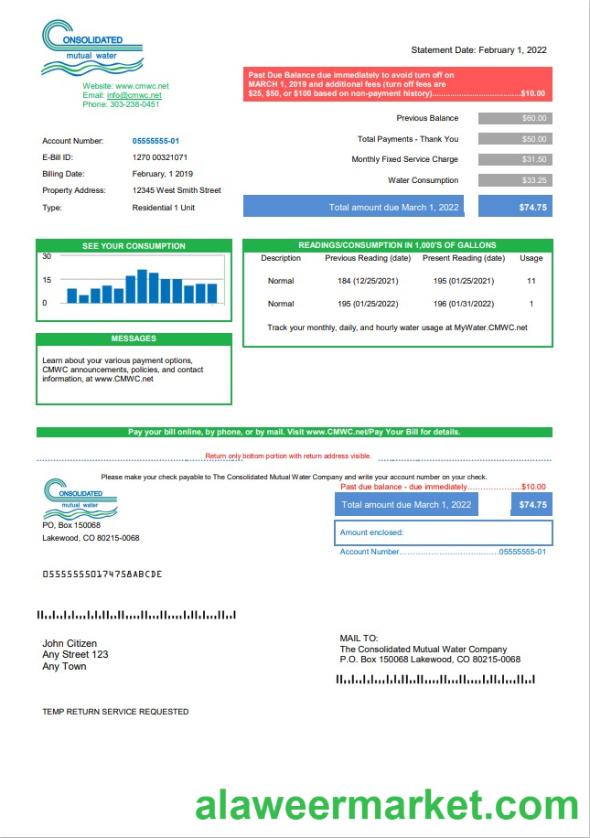 CONSOLIDATED
mutual water
Website: www.cmwc.net
Email: info@cmwc.net
Phone: 303-238-0451
Statement Date: February 1, 2022
Past Due Balance due immediately to avoid turn off on
MARCH 1, 2019 and additional fees (turn off fees are
$25, $50, or $100 based on non-payment history)..................................$10.00
Previous Balance $60.00
Total Payments - Thank You $50.00
Monthly Fixed Service Charge $31.50
Water Consumption $33.25
Total amount due March 1, 2022 $74.75
Account Number: 05555555-01
E-Bill ID: 1270 00321071
Billing Date: February, 1 2019
Property Address: 12345 West Smith Street
Type: Residential 1 Unit
SEE YOUR CONSUMPTION
30
15
0
READINGS/CONSUMPTION IN 1,000'S OF GALLONS
Description Previous Reading (date) Present Reading (date) Usage
Normal 184 (12/25/2021) 195 (01/25/2021) 11
Normal 195 (01/25/2022) 196 (01/31/2022) 1
Track your monthly, daily, and hourly water usage at MyWater.CMWC.net
MESSAGES
Learn about your various payment options,
CMWC announcements, policies, and contact
information, at www.CMWC.net
Pay your bill online, by phone, or by mail. Visit www.CMWC.net/Pay Your Bill for details.
Return only bottom portion with return address visible.
Please make your check payable to The Consolidated Mutual Water Company and write your account number on your check.
CONSOLIDATED
mutual water
PO, Box 150068
Lakewood, CO 80215-0068
Past due balance - due immediately....................$10.00
Total amount due March 1, 2022 $74.75
Amount enclosed:
Account Number.....................................05555555-01
0555555550174758ABCDE
John Citizen
Any Street 123
Any Town
MAIL TO:
The Consolidated Mutual Water Company
P.O. Box 150068 Lakewood, CO 80215-0068
TEMP RETURN SERVICE REQUESTED
alaweermarket.com